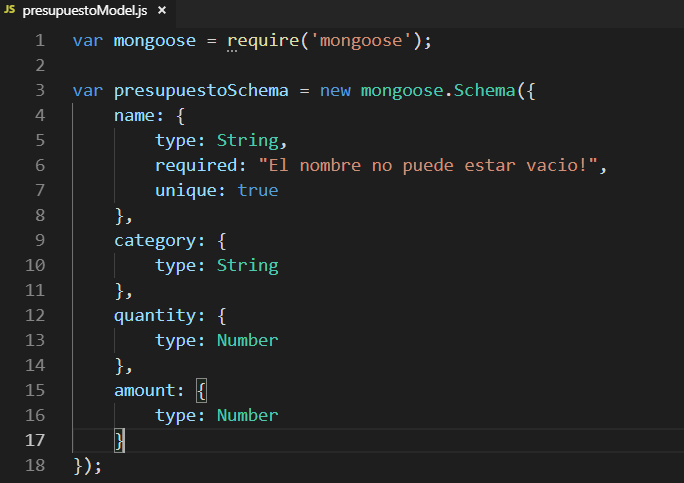 JS presupuestoModel.js ×
1 var mongoose = require('mongoose');
2
3 var presupuestoSchema = new mongoose.Schema({
4     name: {
5         type: String,
6         required: "El nombre no puede estar vacio!",
7         unique: true
8     },
9     category: {
10         type: String
11     },
12     quantity: {
13         type: Number
14     },
15     amount: {
16         type: Number
17     }
18 });